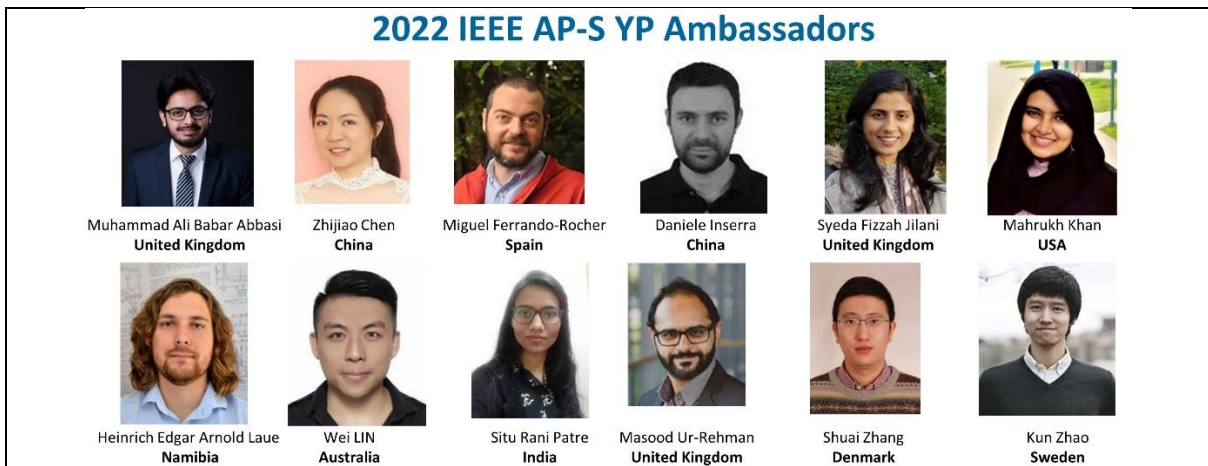 2022 IEEE AP-S YP Ambassadors
Muhammad Ali Babar Abbasi
United Kingdom
Zhijiao Chen
China
Miguel Ferrando-Rocher
Spain
Daniele Inserra
China
Syeda Fizzah Jilani
United Kingdom
Mahrukh Khan
USA
Heinrich Edgar Arnold Laue
Namibia
Wei LIN
Australia
Situ Rani Patre
India
Masood Ur-Rehman
United Kingdom
Shuai Zhang
Denmark
Kun Zhao
Sweden